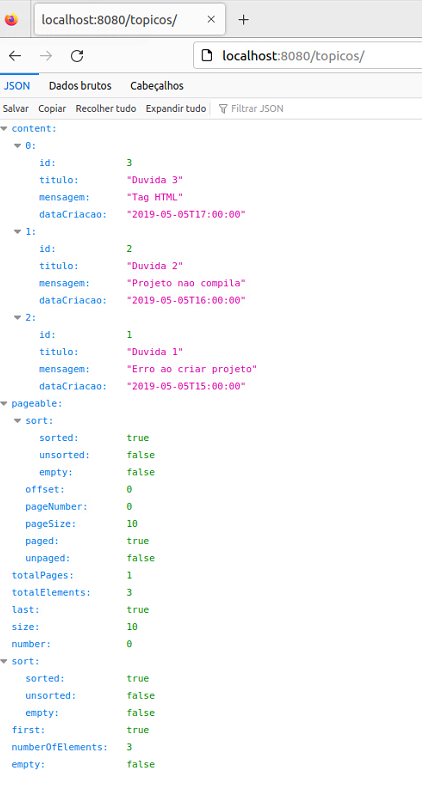 localhost:8080/topicos/
localhost:8080/topicos/
JSON Dados brutos Cabeçalhos
Salvar Copiar Recolher tudo Expandir tudo Filtrar JSON
content:
0:
id: 3
titulo: "Duvida 3"
mensagem: "Tag HTML"
dataCriacao: "2019-05-05T17:00:00"
1:
id: 2
titulo: "Duvida 2"
mensagem: "Projeto nao compila"
dataCriacao: "2019-05-05T16:00:00"
2:
id: 1
titulo: "Duvida 1"
mensagem: "Erro ao criar projeto"
dataCriacao: "2019-05-05T15:00:00"
pageable:
sort:
sorted: true
unsorted: false
empty: false
offset: 0
pageNumber: 0
pageSize: 10
paged: true
unpaged: false
totalPages: 1
totalElements: 3
last: true
size: 10
number: 0
sort:
sorted: true
unsorted: false
empty: false
first: true
numberOfElements: 3
empty: false